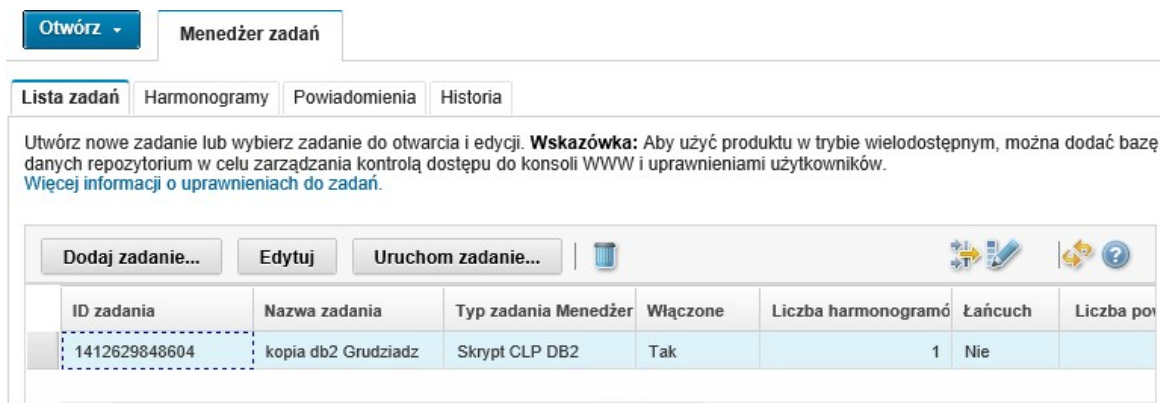 Otwórz
Menedżer zadań
Lista zadań Harmonogramy Powiadomienia Historia
Utwórz nowe zadanie lub wybierz zadanie do otwarcia i edycji. Wskazówka: Aby użyć produktu w trybie wielodostępnym, można dodać bazę
danych repozytorium w celu zarządzania kontrolą dostępu do konsoli WWW i uprawnieniami użytkowników.
Więcej informacji o uprawnieniach do zadań.
Dodaj zadanie... Edytuj Uruchom zadanie...
ID zadania Nazwa zadania Typ zadania Menedżer Włączone Liczba harmonogramó Łańcuch Liczba pow
1412629848604 kopia db2 Grudziadz Skrypt CLP DB2 Tak 1 Nie